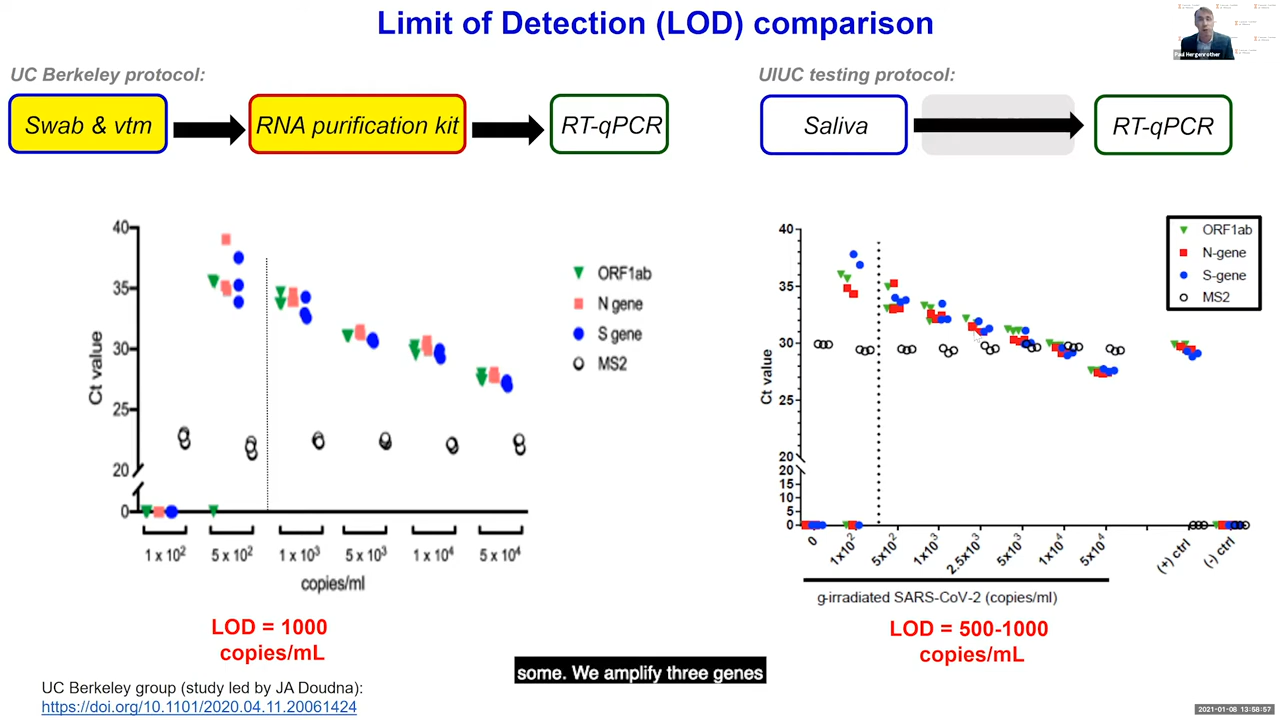 Limit of Detection (LOD) comparison
Paul Hergenrother
UC Berkeley protocol:
Swab & vtm
RNA purification kit
RT-qPCR
UIUC testing protocol:
Saliva
RT-qPCR
40
35
30
25
20
0
Ct value
1 x 10²
5 x 10²
1 x 10³
5 x 10³
1 x 10⁴
5 x 10⁴
copies/ml
ORF1ab
N gene
S gene
MS2
LOD = 1000
copies/mL
40
35
30
25
20
20
15
10
5
0
Ct value
0
1x10²
5x10²
1x10³
2.5x10³
5x10³
1x10⁴
5x10⁴
(+) ctrl
(-) ctrl
g-irradiated SARS-CoV-2 (copies/ml)
ORF1ab
N-gene
S-gene
MS2
LOD = 500-1000
copies/mL
some. We amplify three genes
UC Berkeley group (study led by JA Doudna):
https://doi.org/10.1101/2020.04.11.20061424
2021-01-08 13:58:57